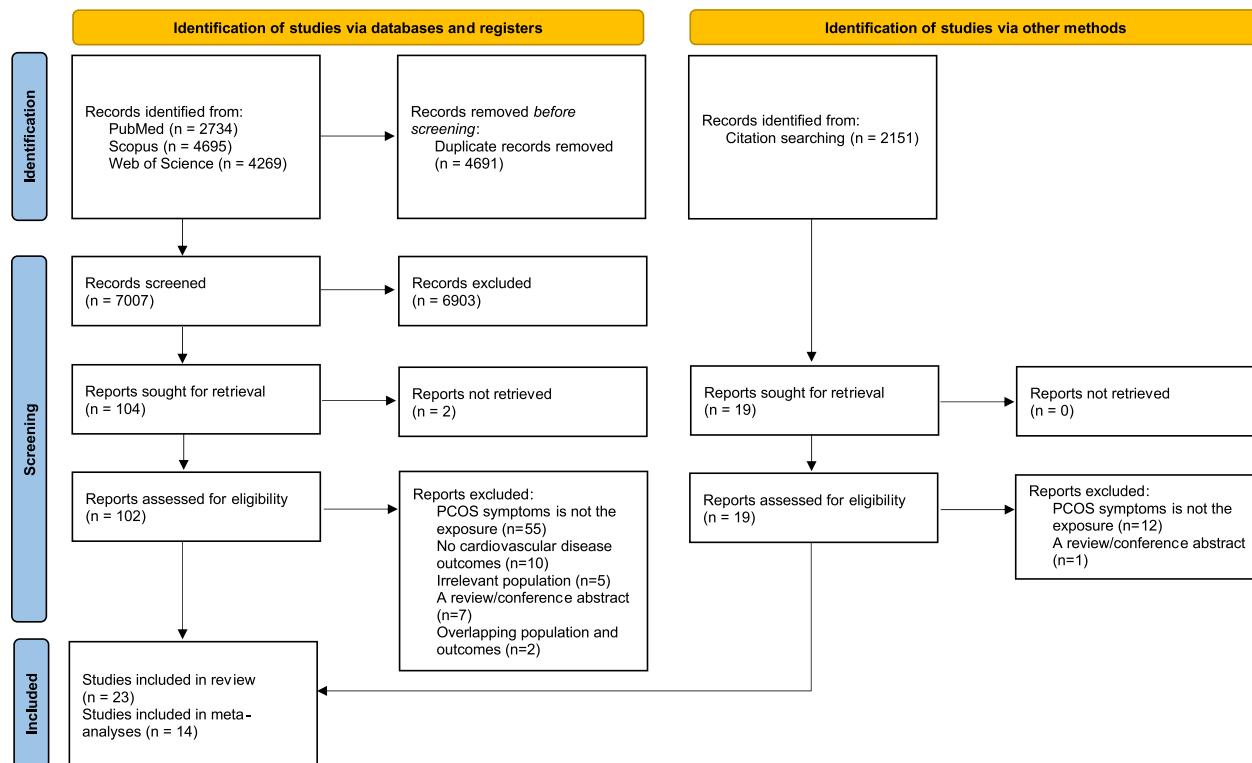 Identification of studies via databases and registers
Identification of studies via other methods
Identification
Records identified from:
PubMed (n = 2734)
Scopus (n = 4695)
Web of Science (n = 4269)
Records removed before
screening:
Duplicate records removed
(n = 4691)
Records identified from:
Citation searching (n = 2151)
Screening
Records screened
(n = 7007)
Records excluded
(n = 6903)
Reports sought for retrieval
(n = 104)
Reports not retrieved
(n = 2)
Reports sought for retrieval
(n = 19)
Reports not retrieved
(n = 0)
Reports assessed for eligibility
(n = 102)
Reports excluded:
PCOS symptoms is not the
exposure (n=55)
No cardiovascular disease
outcomes (n=10)
Irrelevant population (n=5)
A review/conference abstract
(n=7)
Overlapping population and
outcomes (n=2)
Reports assessed for eligibility
(n = 19)
Reports excluded:
PCOS symptoms is not the
exposure (n=12)
A review/conference abstract
(n=1)
Included
Studies included in review
(n = 23)
Studies included in meta-
analyses (n = 14)